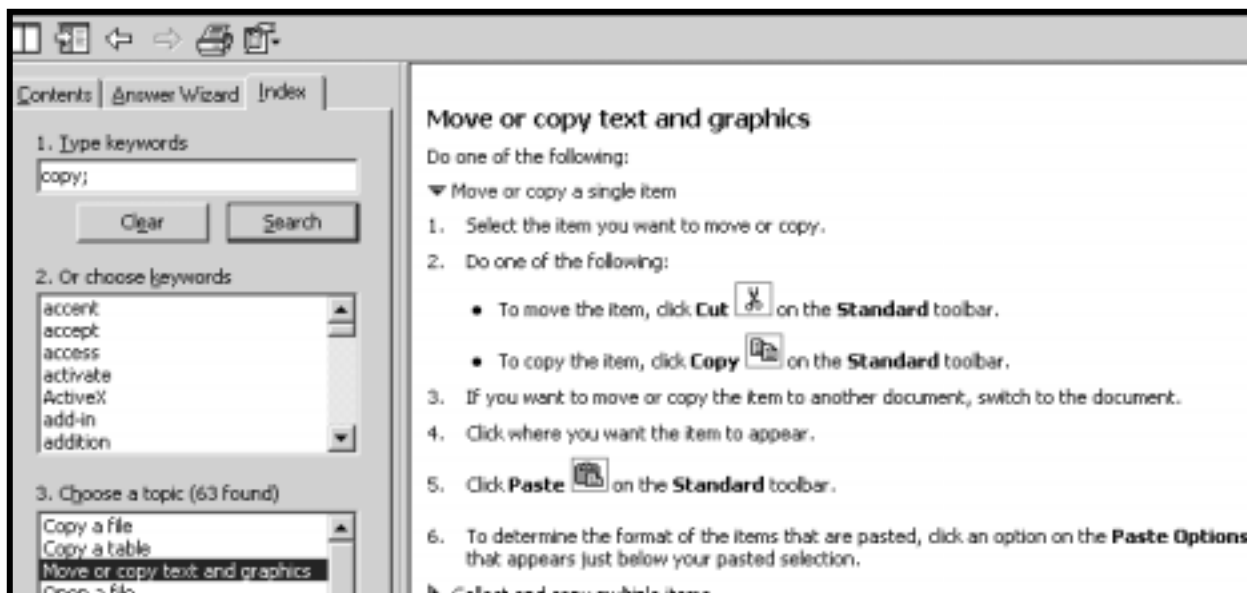 Contents Answer Wizard Index
1. Type keywords
copy;
Clear Search
2. Or choose keywords
accent
accept
access
activate
ActiveX
add-in
addition
3. Choose a topic (63 found)
Copy a file
Copy a table
Move or copy text and graphics
Open a file
Move or copy text and graphics
Do one of the following:
Move or copy a single item
1. Select the item you want to move or copy.
2. Do one of the following:
• To move the item, click Cut on the Standard toolbar.
• To copy the item, click Copy on the Standard toolbar.
3. If you want to move or copy the item to another document, switch to the document.
4. Click where you want the item to appear.
5. Click Paste on the Standard toolbar.
6. To determine the format of the items that are pasted, click an option on the Paste Options
that appears just below your pasted selection.
Select and copy multiple items